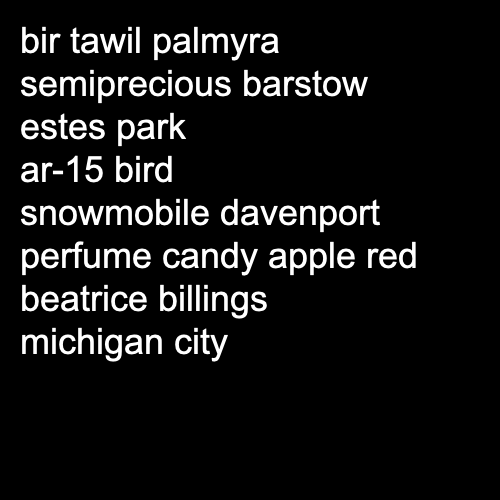 bir tawil palmyra
semiprecious barstow
estes park
ar-15 bird
snowmobile davenport
perfume candy apple red
beatrice billings
michigan city